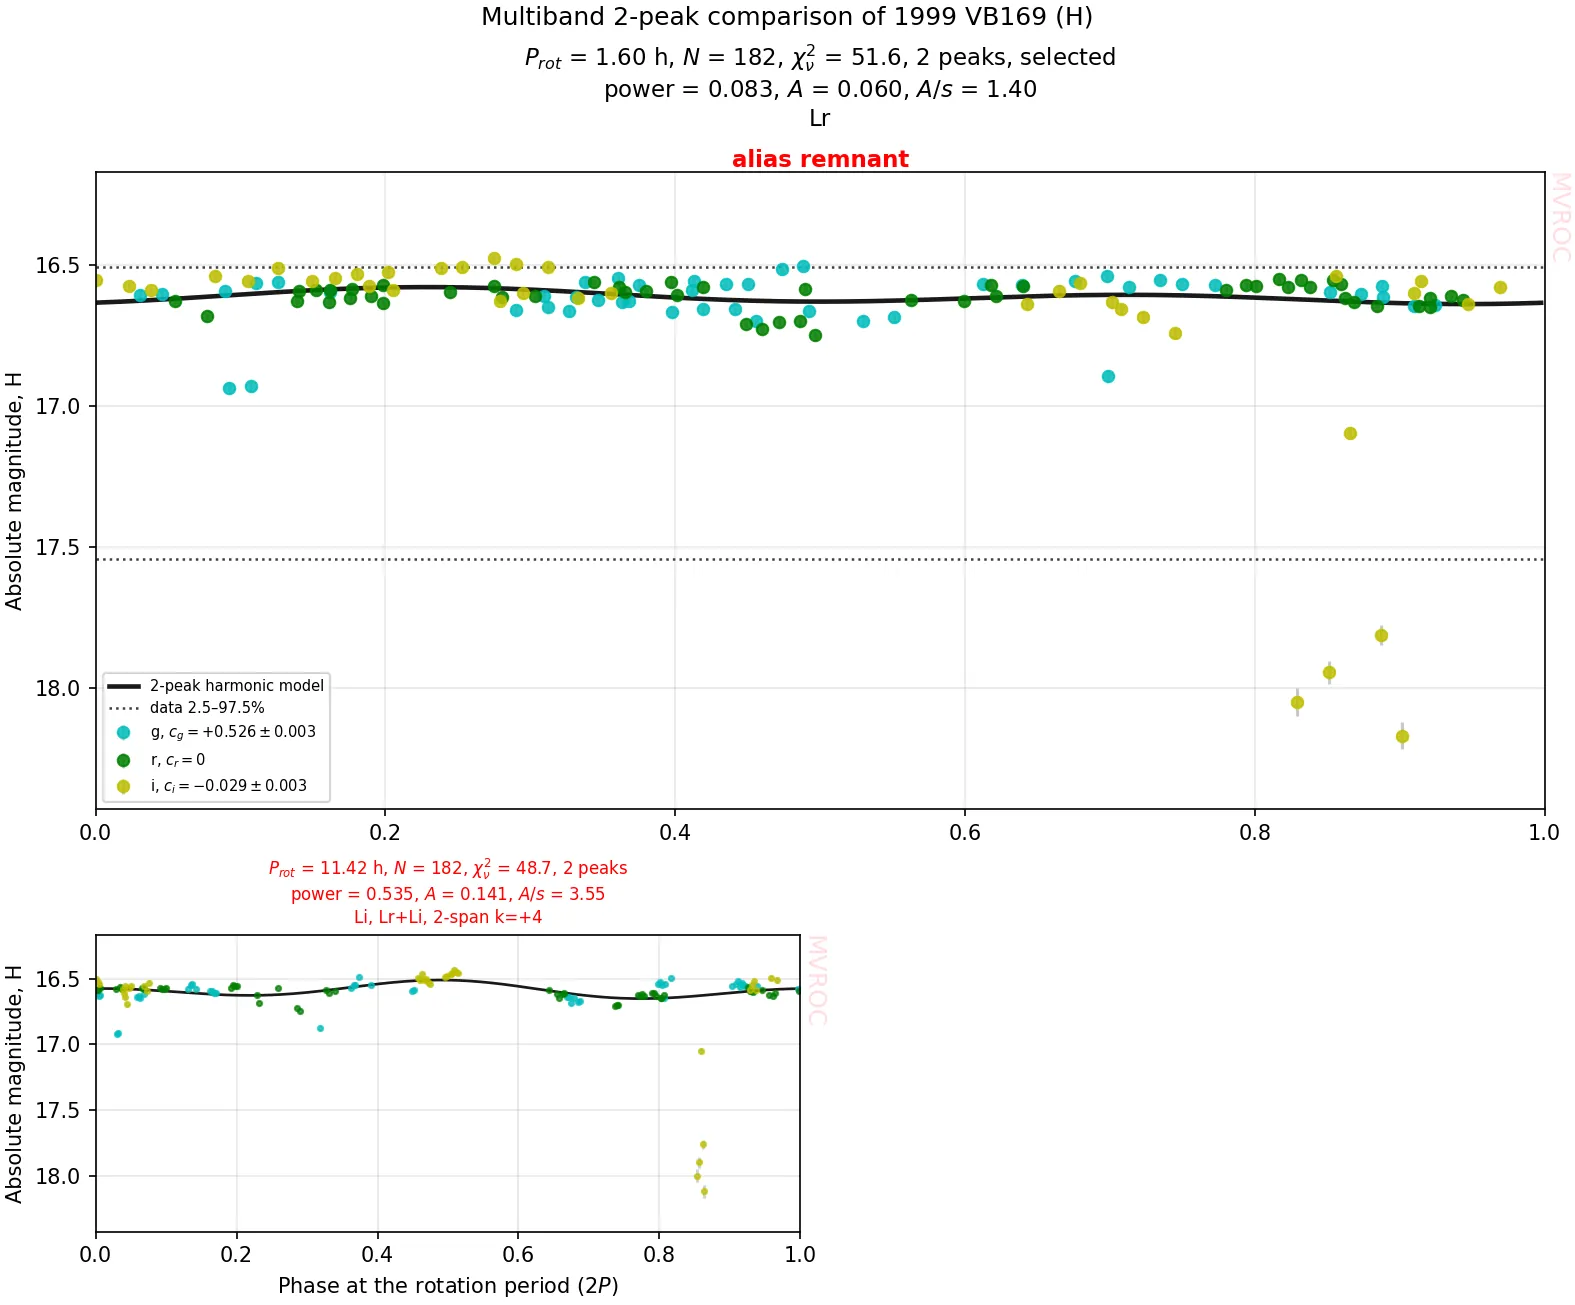 Multiband 2-peak comparison of 1999 VB169 (H)
P_rot = 1.60 h, N = 182, χ²_ν = 51.6, 2 peaks, selected
power = 0.083, A = 0.060, A/s = 1.40
Lr
alias remnant
MVROC
Absolute magnitude, H
16.5
17.0
17.5
18.0
2-peak harmonic model
data 2.5–97.5%
g, c_g = +0.526 ± 0.003
r, c_r = 0
i, c_i = −0.029 ± 0.003
0.0 0.2 0.4 0.6 0.8 1.0
P_rot = 11.42 h, N = 182, χ²_ν = 48.7, 2 peaks
power = 0.535, A = 0.141, A/s = 3.55
Li, Lr+Li, 2-span k=+4
MVROC
Absolute magnitude, H
16.5
17.0
17.5
18.0
0.0 0.2 0.4 0.6 0.8 1.0
Phase at the rotation period (2P)